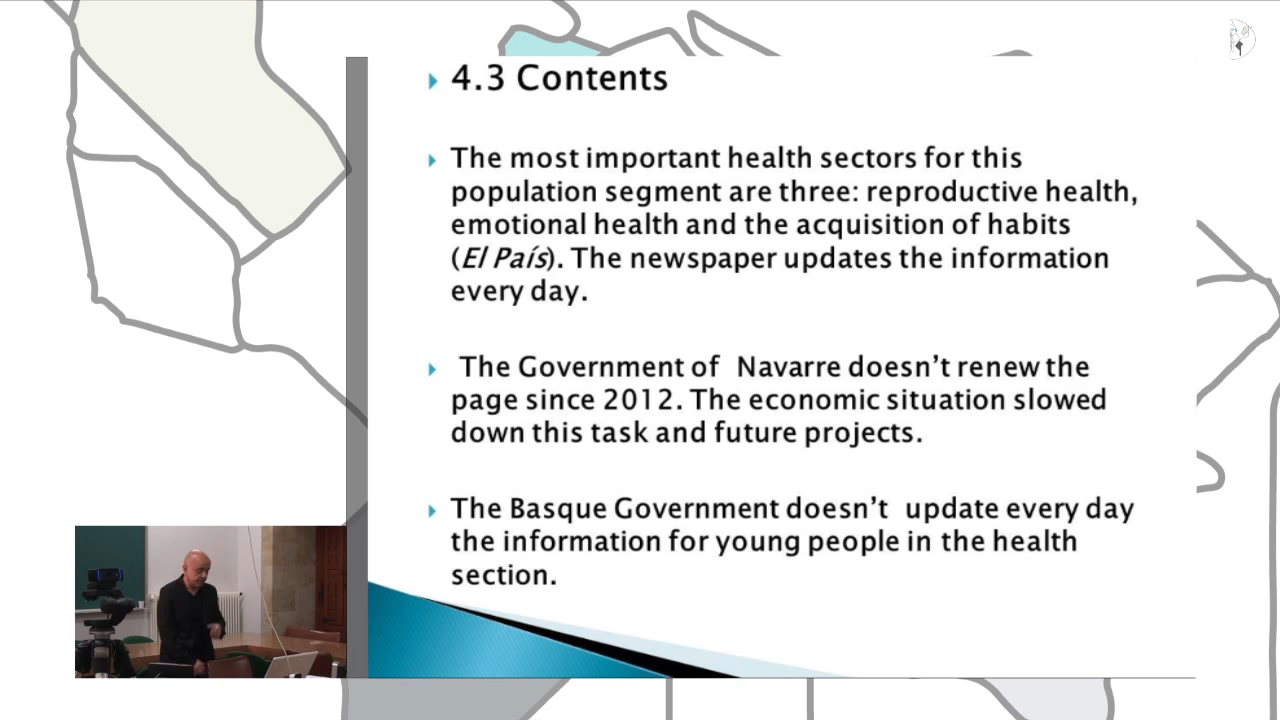 4.3 Contents
The most important health sectors for this
population segment are three: reproductive health,
emotional health and the acquisition of habits
(El País). The newspaper updates the information
every day.
The Government of Navarre doesn’t renew the
page since 2012. The economic situation slowed
down this task and future projects.
The Basque Government doesn’t update every day
the information for young people in the health
section.